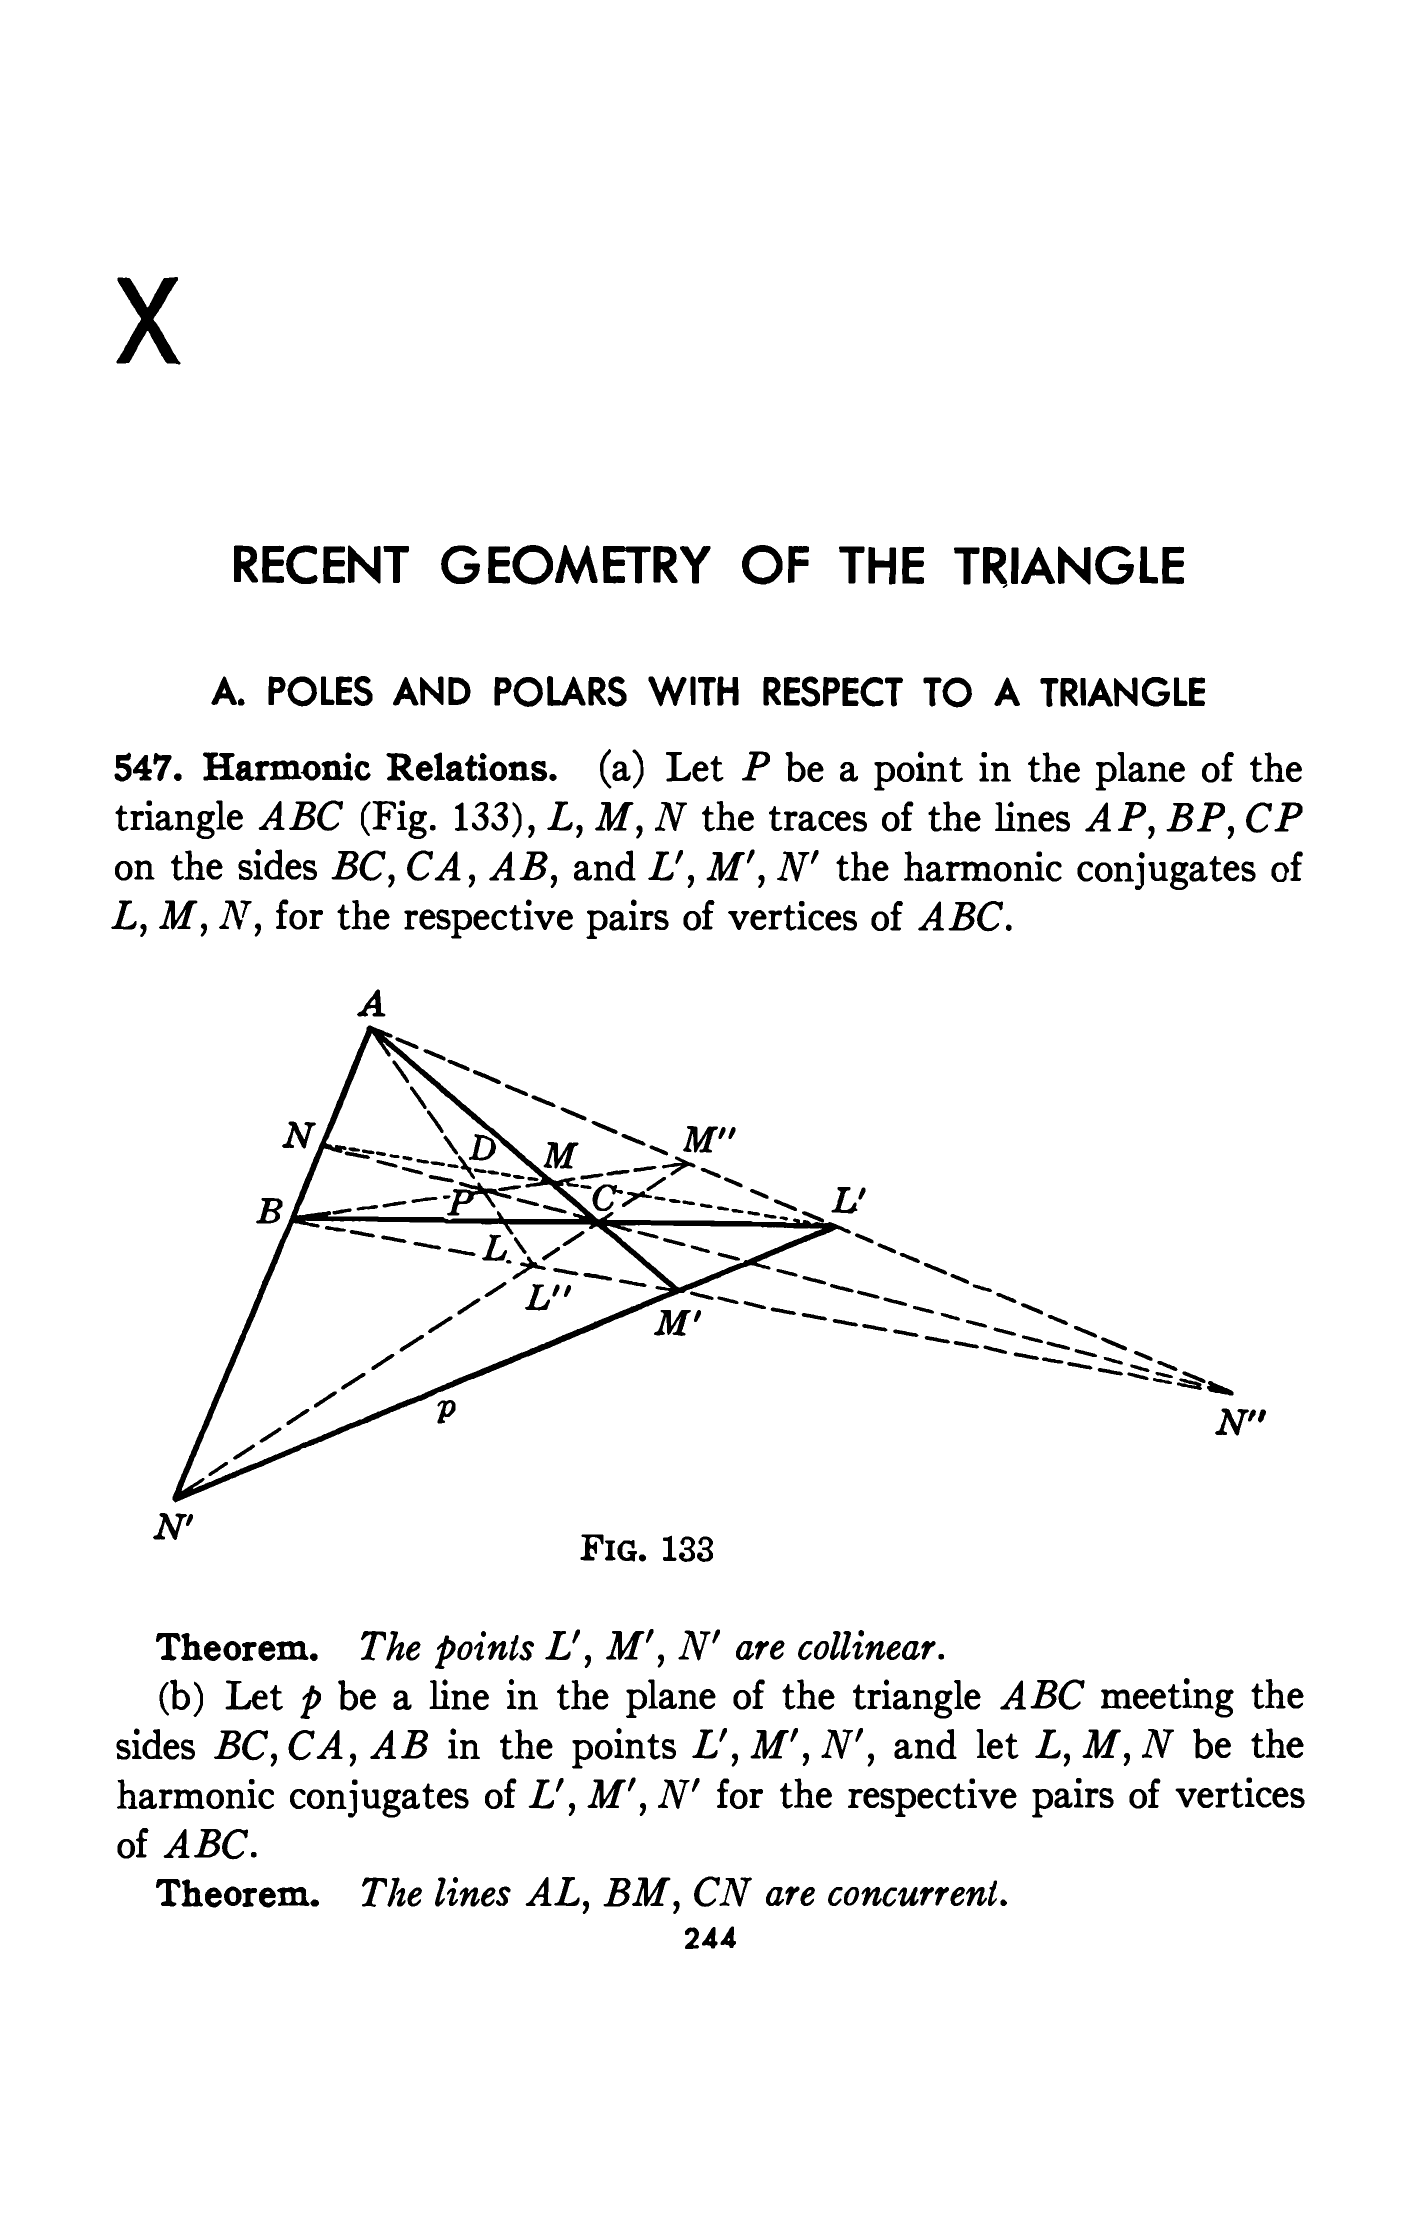 X
RECENT GEOMETRY OF THE TRIANGLE
A. POLES AND POLARS WITH RESPECT TO A TRIANGLE
547. Harmonic Relations. (a) Let P be a point in the plane of the
triangle ABC (Fig. 133), L, M, N the traces of the lines AP, BP, CP
on the sides BC, CA, AB, and L′, M′, N′ the harmonic conjugates of
L, M, N, for the respective pairs of vertices of ABC.
A
N
D
M
M″
B
P
C
L′
L
L″
M′
p
N″
N′
FIG. 133
Theorem. The points L′, M′, N′ are collinear.
(b) Let p be a line in the plane of the triangle ABC meeting the
sides BC, CA, AB in the points L′, M′, N′, and let L, M, N be the
harmonic conjugates of L′, M′, N′ for the respective pairs of vertices
of ABC.
Theorem. The lines AL, BM, CN are concurrent.
244